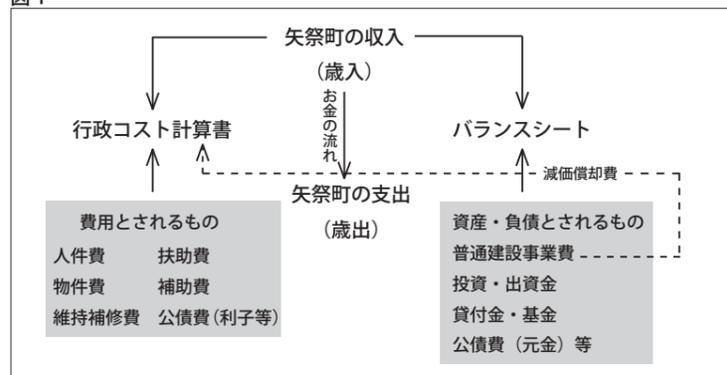 図1
矢祭町の収入
（歳入）
お金の流れ
行政コスト計算書
バランスシート
減価償却費
矢祭町の支出
（歳出）
費用とされるもの
人件費 扶助費
物件費 補助費
維持補修費 公債費（利子等）
資産・負債とされるもの
普通建設事業費
投資・出資金
貸付金・基金
公債費（元金）等